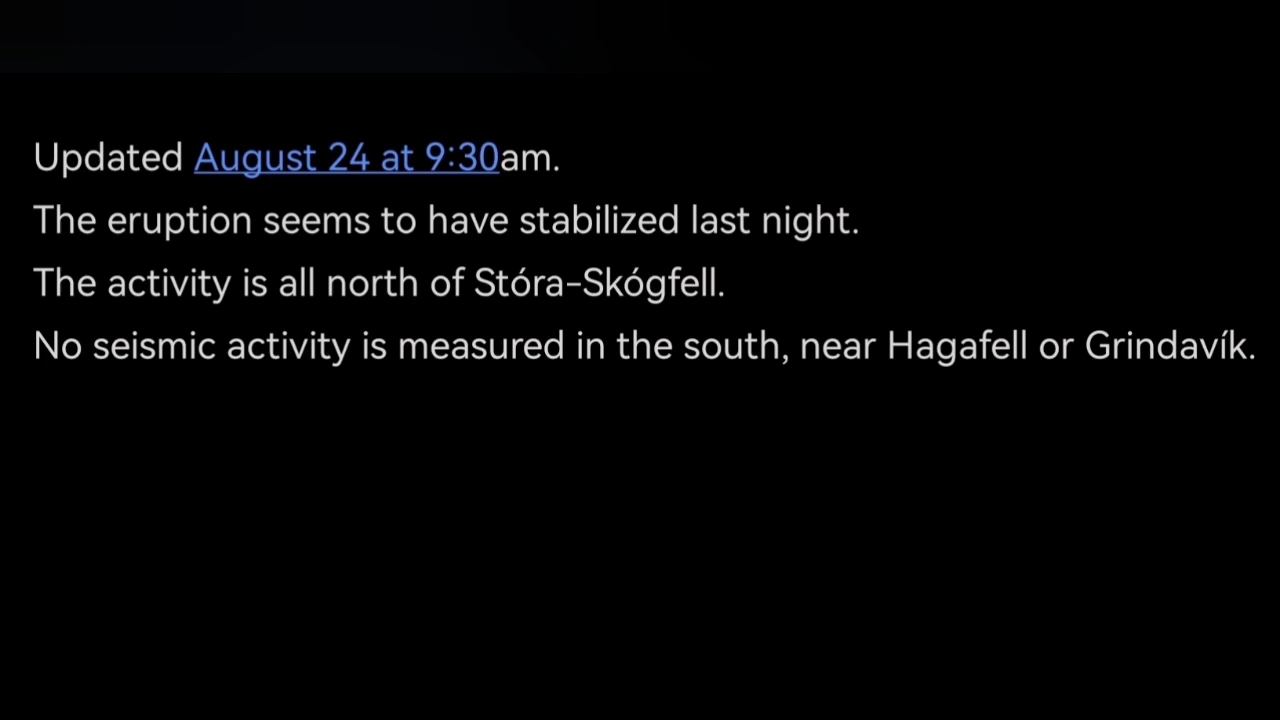 Updated August 24 at 9:30am.
The eruption seems to have stabilized last night.
The activity is all north of Stóra-Skógfell.
No seismic activity is measured in the south, near Hagafell or Grindavík.